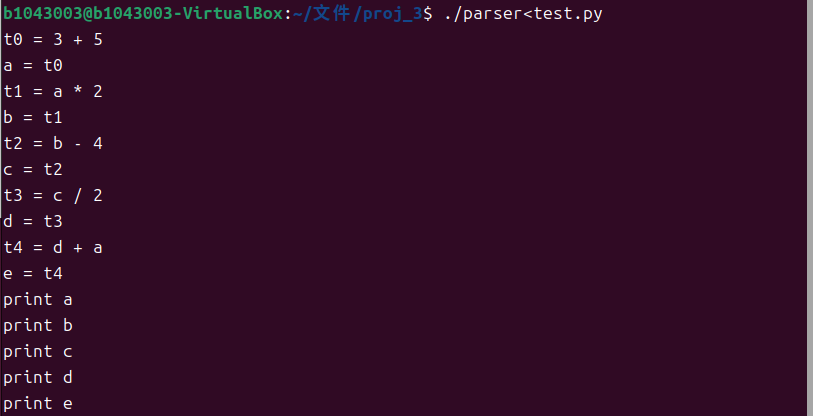 b1043003@b1043003-VirtualBox:~/文件/proj_3$ ./parser<test.py
t0 = 3 + 5
a = t0
t1 = a * 2
b = t1
t2 = b - 4
c = t2
t3 = c / 2
d = t3
t4 = d + a
e = t4
print a
print b
print c
print d
print e